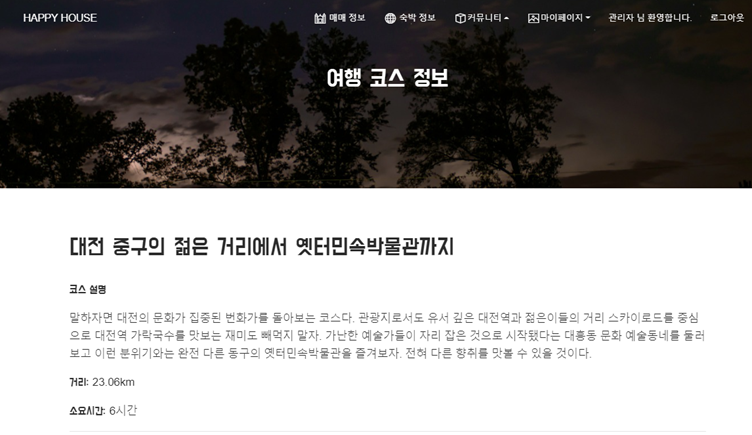 HAPPY HOUSE
매매 정보 숙박 정보 커뮤니티 마이페이지 관리자 님 환영합니다. 로그아웃
여행 코스 정보
대전 중구의 젊은 거리에서 옛터민속박물관까지
코스 설명
말하자면 대전의 문화가 집중된 번화가를 돌아보는 코스다. 관광지로서도 유서 깊은 대전역과 젊은이들의 거리 스카이로드를 중심
으로 대전역 가락국수를 맛보는 재미도 빼먹지 말자. 가난한 예술가들이 자리 잡은 것으로 시작됐다는 대흥동 문화 예술동네를 둘러
보고 이런 분위기와는 완전 다른 동구의 옛터민속박물관을 즐겨보자. 전혀 다른 향취를 맛볼 수 있을 것이다.
거리: 23.06km
소요시간: 6시간